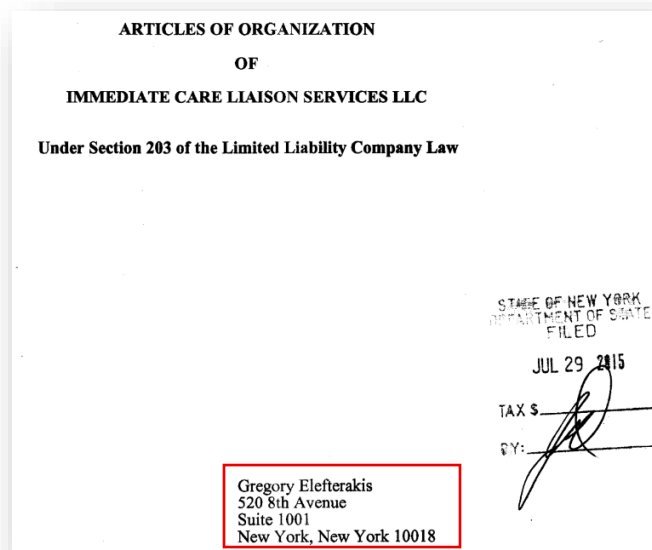 ARTICLES OF ORGANIZATION
OF
IMMEDIATE CARE LIAISON SERVICES LLC
Under Section 203 of the Limited Liability Company Law
STATE OF NEW YORK
DEPARTMENT OF STATE
FILED
JUL 29 2015
TAX $
BY:
Gregory Elefterakis
520 8th Avenue
Suite 1001
New York, New York 10018